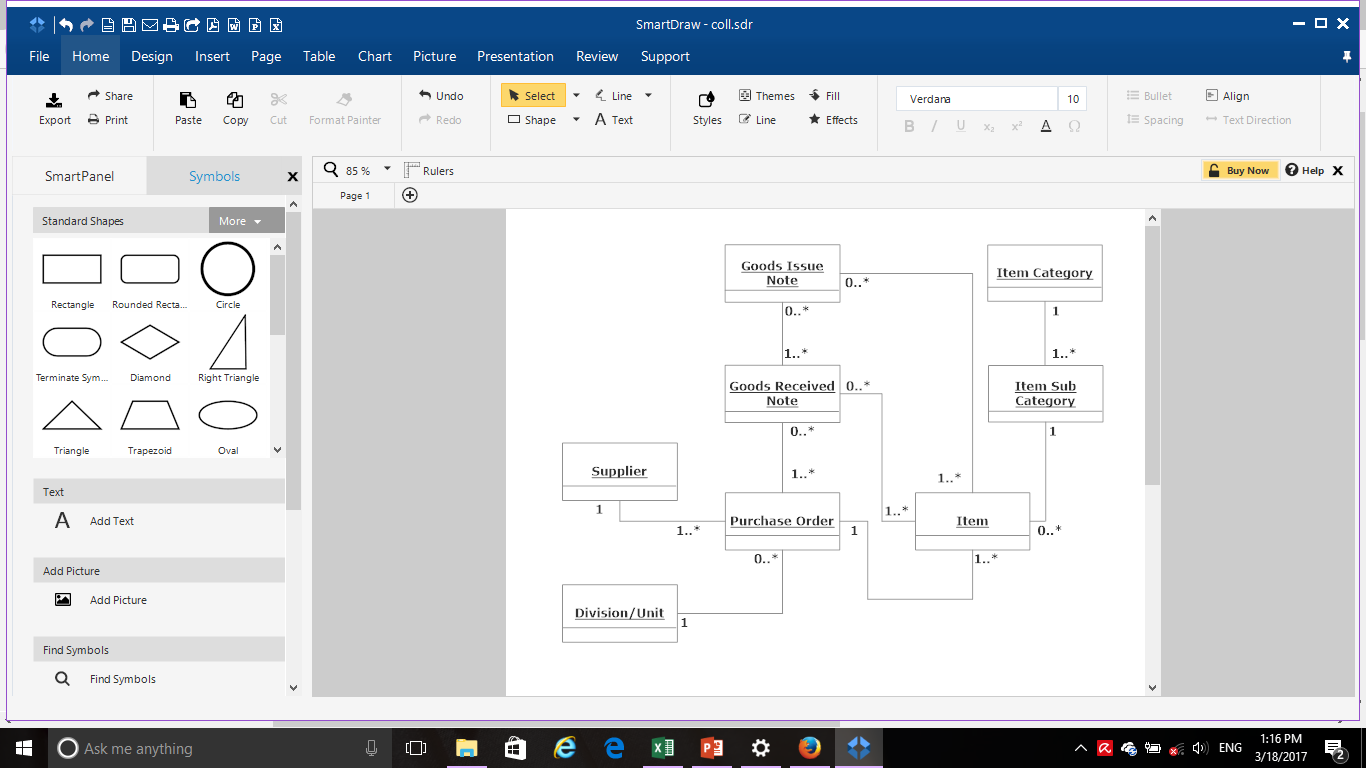 SmartDraw - coll.sdr
File Home Design Insert Page Table Chart Picture Presentation Review Support
Export
Share
Print
Paste
Copy
Cut
Format Painter
Undo
Redo
Select
Shape
Line
Text
Styles
Themes
Line
Fill
Effects
Verdana 10
B I U x₂ x² A Ω
Bullet
Spacing
Align
Text Direction
SmartPanel Symbols X
85 % Rulers
Buy Now Help X
Page 1
Standard Shapes More
Rectangle Rounded Recta... Circle
Terminate Sym... Diamond Right Triangle
Triangle Trapezoid Oval
Text
A Add Text
Add Picture
Add Picture
Find Symbols
Find Symbols
Goods Issue
Note
0..*
Item Category
0..*
1
1..*
1..*
Goods Received
Note
0..*
Item Sub
Category
0..*
1
Supplier
1..*
1..*
1
1..*
Purchase Order
1
1..*
Item
0..*
0..*
1..*
Division/Unit
1
Ask me anything
ENG
1:16 PM
3/18/2017
2